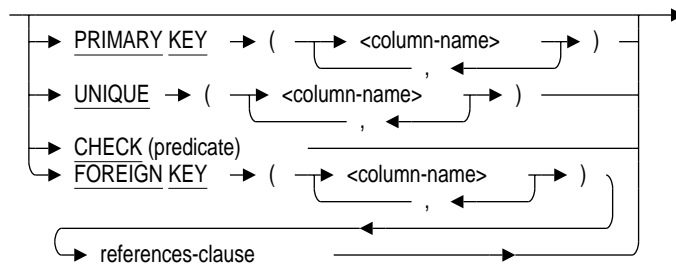 PRIMARY KEY ( <column-name> )
,
UNIQUE ( <column-name> )
,
CHECK (predicate)
FOREIGN KEY ( <column-name> )
,
references-clause